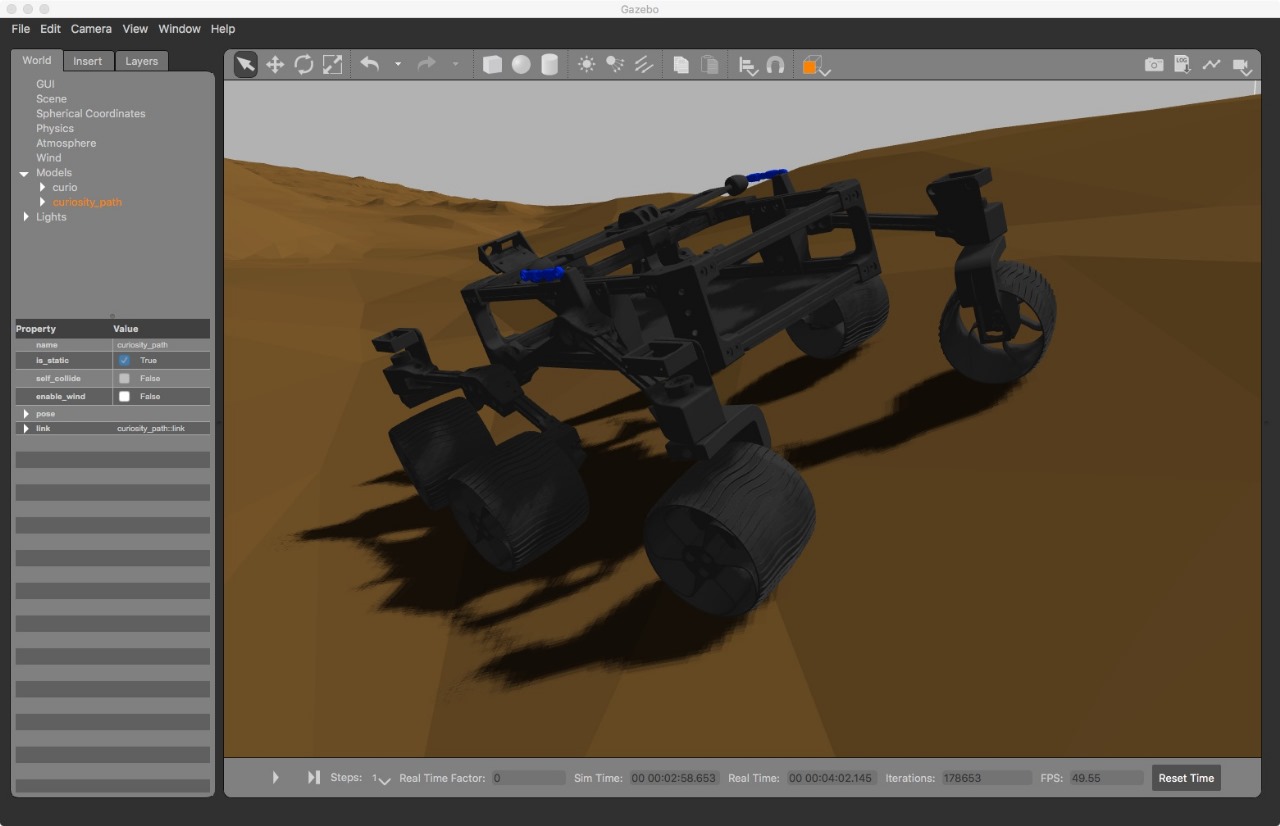 Gazebo
File Edit Camera View Window Help
World Insert Layers
GUI
Scene
Spherical Coordinates
Physics
Atmosphere
Wind
Models
curio
curiosity_path
Lights
Property Value
name curiosity_path
is_static True
self_collide False
enable_wind False
pose
link curiosity_path::link
LOG
Steps: 1 Real Time Factor: 0 Sim Time: 00 00:02:58.653 Real Time: 00 00:04:02.145 Iterations: 178653 FPS: 49.55 Reset Time